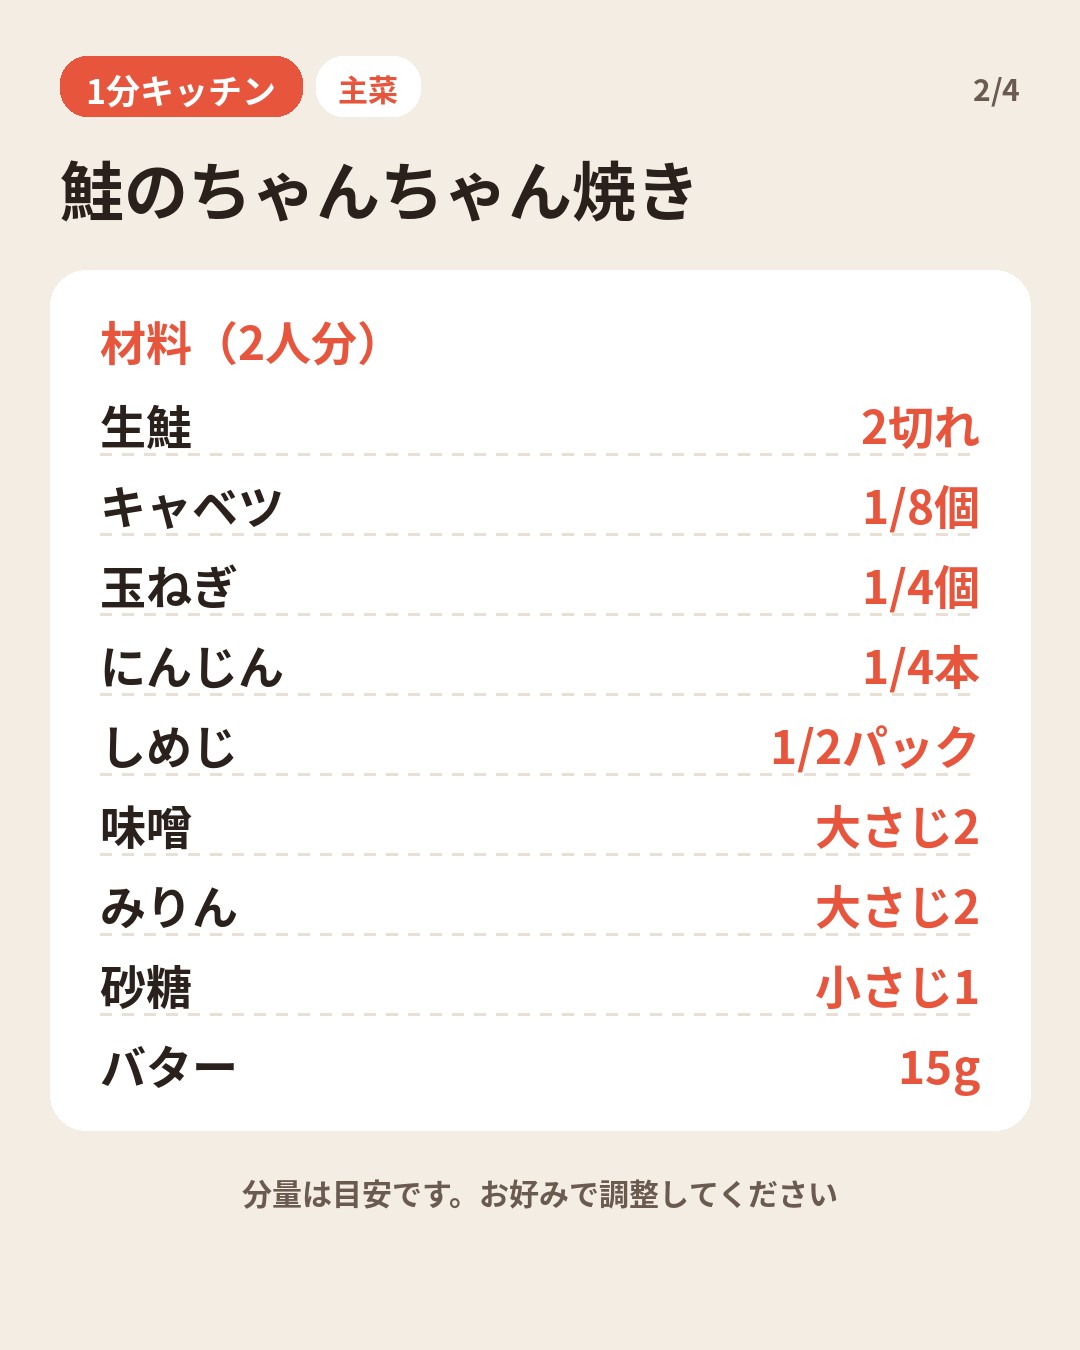 1分キッチン 主菜 2/4
鮭のちゃんちゃん焼き
材料（2人分）
生鮭 2切れ
キャベツ 1/8個
玉ねぎ 1/4個
にんじん 1/4本
しめじ 1/2パック
味噌 大さじ2
みりん 大さじ2
砂糖 小さじ1
バター 15g
分量は目安です。お好みで調整してください